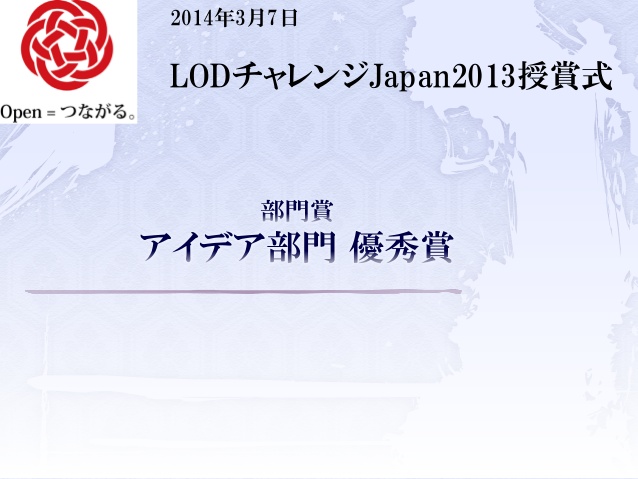 2014年3月7日
LODチャレンジJapan2013授賞式
Open = つながる。
部門賞
アイデア部門 優秀賞